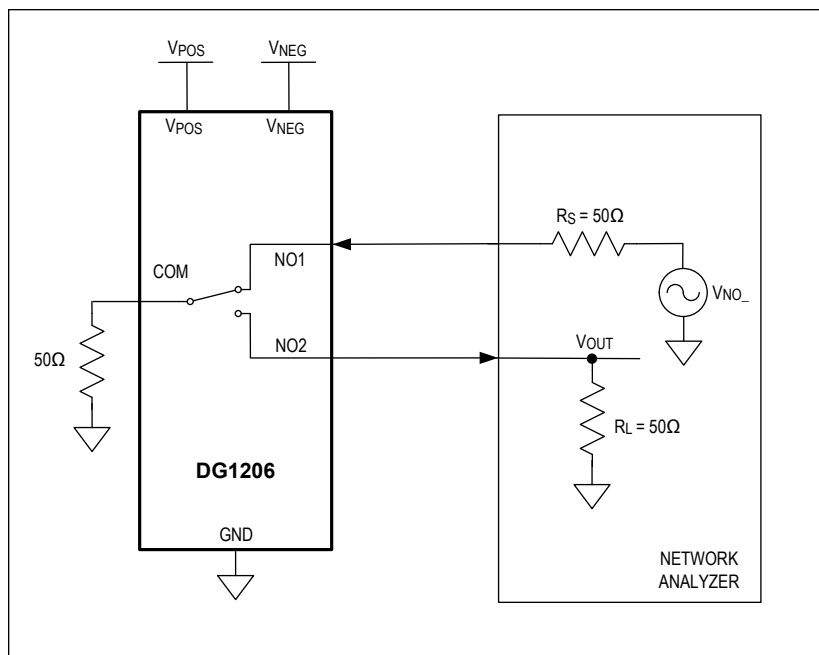 VPOS
VNEG
VPOS
VNEG
RS = 50Ω
COM
NO1
VNO_
50Ω
NO2
VOUT
RL = 50Ω
DG1206
GND
NETWORK
ANALYZER